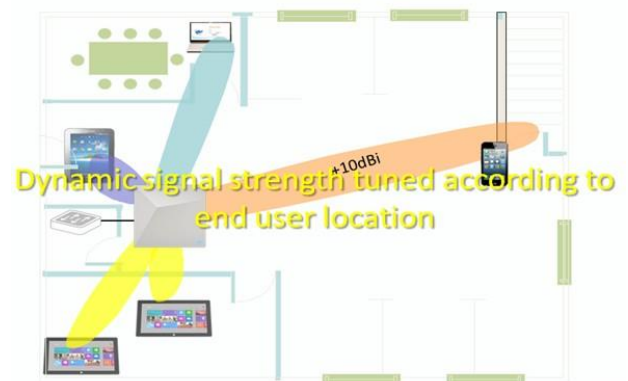 +10dBi
Dynamic signal strength tuned according to
end user location